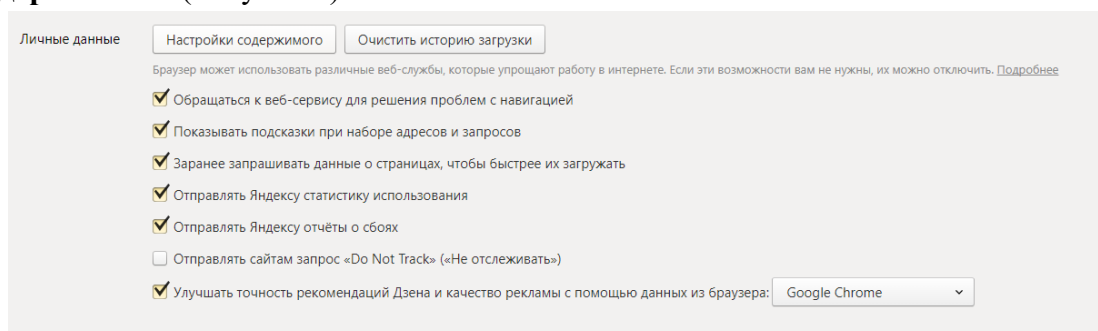 Личные данные Настройки содержимого Очистить историю загрузки
Браузер может использовать различные веб-службы, которые упрощают работу в интернете. Если эти возможности вам не нужны, их можно отключить. Подробнее
Обращаться к веб-сервису для решения проблем с навигацией
Показывать подсказки при наборе адресов и запросов
Заранее запрашивать данные о страницах, чтобы быстрее их загружать
Отправлять Яндексу статистику использования
Отправлять Яндексу отчёты о сбоях
Отправлять сайтам запрос «Do Not Track» («Не отслеживать»)
Улучшать точность рекомендаций Дзена и качество рекламы с помощью данных из браузера: Google Chrome